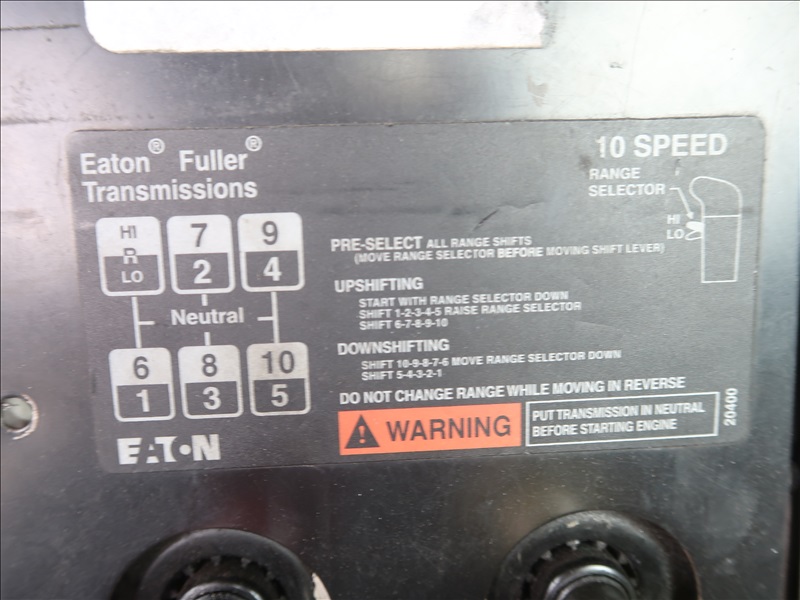 Eaton® Fuller®
Transmissions
10 SPEED
RANGE
SELECTOR
HI
LO
HI
R
LO
7
2
9
4
Neutral
6
1
8
3
10
5
EATON
PRE-SELECT ALL RANGE SHIFTS
(MOVE RANGE SELECTOR BEFORE MOVING SHIFT LEVER)
UPSHIFTING
START WITH RANGE SELECTOR DOWN
SHIFT 1-2-3-4-5 RAISE RANGE SELECTOR
SHIFT 6-7-8-9-10
DOWNSHIFTING
SHIFT 10-9-8-7-6 MOVE RANGE SELECTOR DOWN
SHIFT 5-4-3-2-1
DO NOT CHANGE RANGE WHILE MOVING IN REVERSE
WARNING
PUT TRANSMISSION IN NEUTRAL
BEFORE STARTING ENGINE
20400